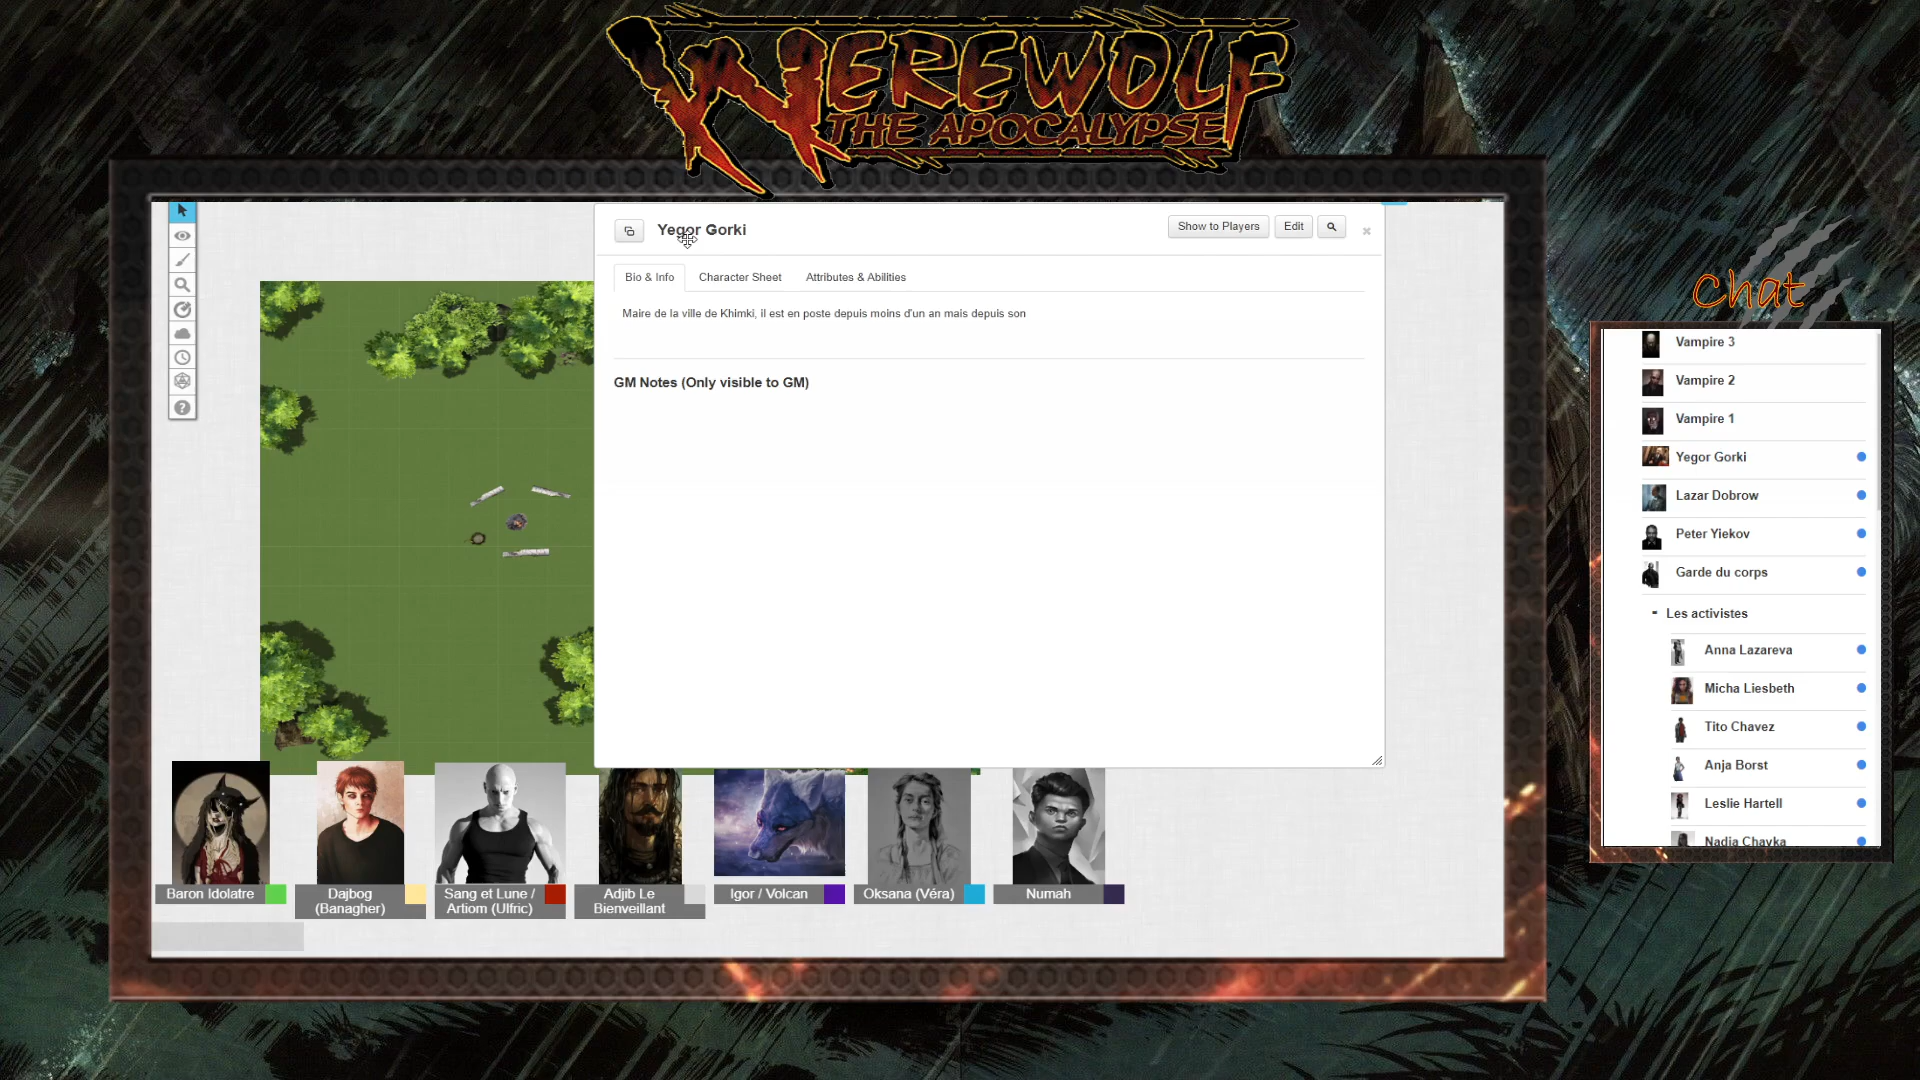 WEREWOLF
THE APOCALYPSE
Yegor Gorki
Show to Players
Edit
Bio & Info
Character Sheet
Attributes & Abilities
Maire de la ville de Khimki, il est en poste depuis moins d'un an mais depuis son
GM Notes (Only visible to GM)
Chat
Vampire 3
Vampire 2
Vampire 1
Yegor Gorki
Lazar Dobrow
Peter Yiekov
Garde du corps
Les activistes
Anna Lazareva
Micha Liesbeth
Tito Chavez
Anja Borst
Leslie Hartell
Nadia Chavka
Baron Idolatre
Dajbog
(Banagher)
Sang et Lune /
Artiom (Ulfric)
Adjib Le
Bienveillant
Igor / Volcan
Oksana (Véra)
Numah